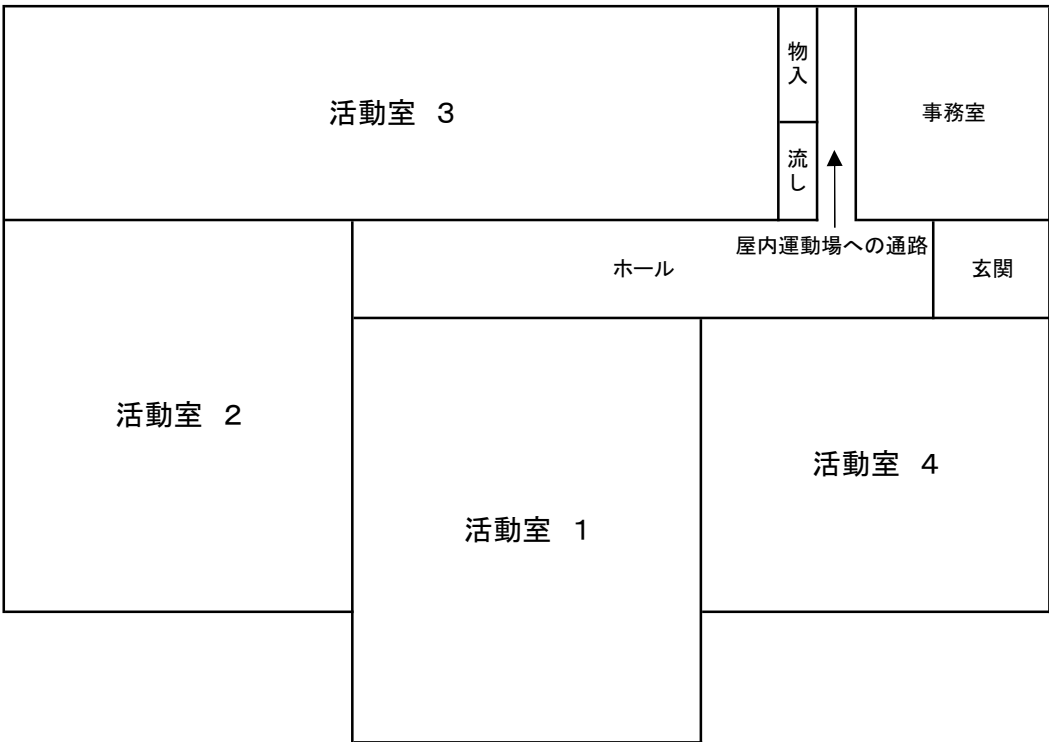 活動室　３
物入
流し
事務室
屋内運動場への通路
ホール
玄関
活動室　２
活動室　４
活動室　１